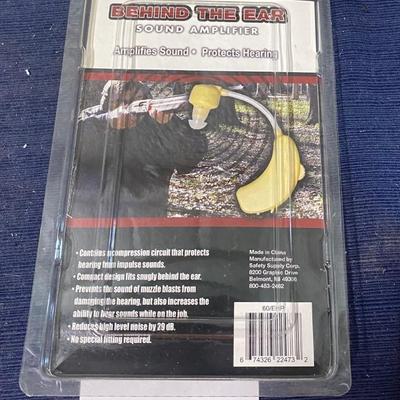 BEHIND THE EAR
SOUND AMPLIFIER
Amplifies Sound • Protects Hearing
• Contains a compression circuit that protects
hearing from impulse sounds.
• Compact design fits snugly behind the ear.
• Prevents the sound of muzzle blasts from
damaging the hearing, but also increases the
ability to hear sounds while on the job.
• Reduces high level noise by 29 dB.
• No special fitting required.
Made in China
Manufactured by
Safety Supply Corp.
8200 Graphic Drive
Belmont, MI 49306
800-453-2462
60/EHP
6 74326 22473 2